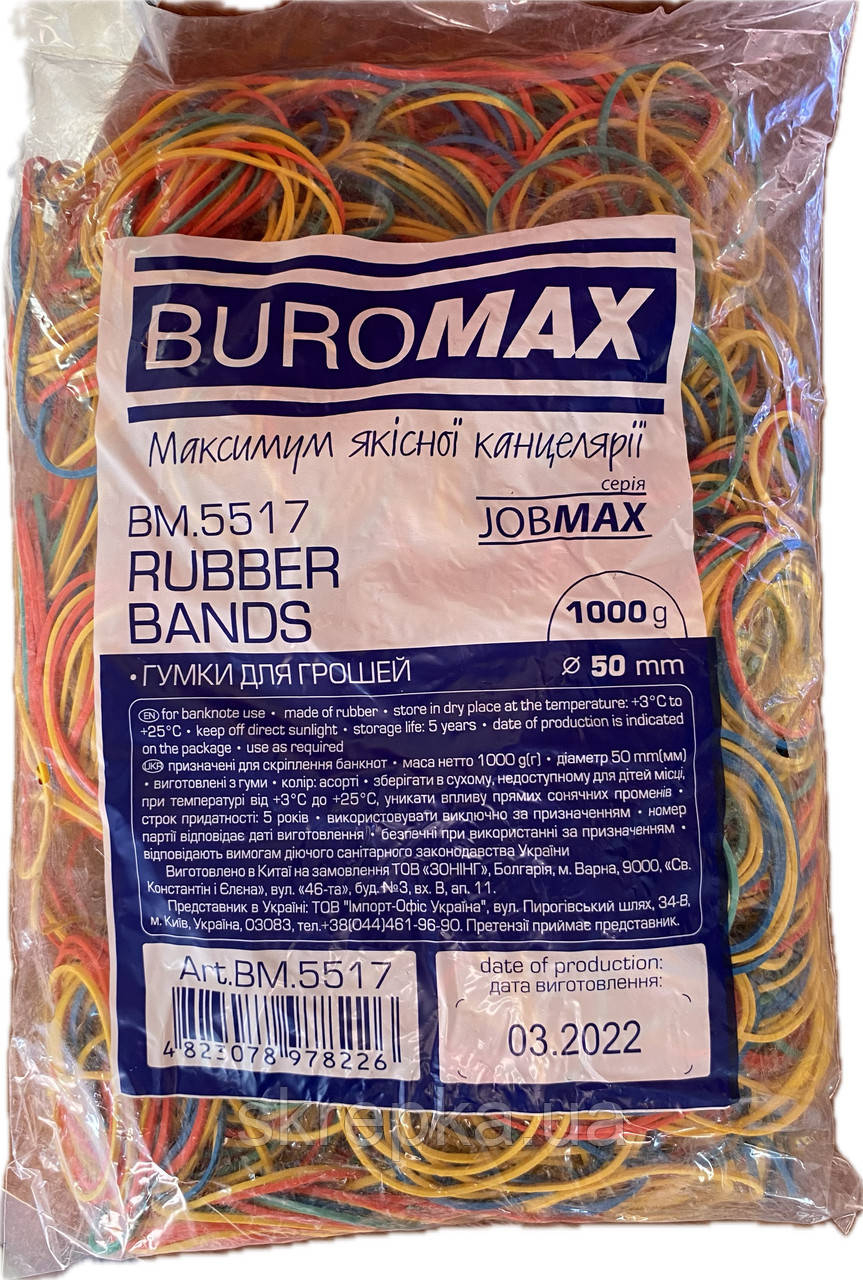 BUROMAX
Максимум якісної канцелярії
серія
JOBMAX
BM.5517
RUBBER
BANDS
1000 g
• ГУМКИ ДЛЯ ГРОШЕЙ
⌀ 50 mm
EN for banknote use • made of rubber • store in dry place at the temperature: +3°C to
+25°C • keep off direct sunlight • storage life: 5 years • date of production is indicated
on the package • use as required
UKR призначені для скріплення банкнот • маса нетто 1000 g(г) • діаметр 50 mm(мм)
• виготовлені з гуми • колір: асорті • зберігати в сухому, недоступному для дітей місці,
при температурі від +3°C до +25°C, уникати впливу прямих сонячних променів •
строк придатності: 5 років • використовувати виключно за призначенням • номер
партії відповідає даті виготовлення • безпечні при використанні за призначенням •
відповідають вимогам діючого санітарного законодавства України
Виготовлено в Китаї на замовлення ТОВ «ЗОНІНГ», Болгарія, м. Варна, 9000, «Св.
Константін і Єлєна», вул. «46-та», буд. №3, вх. В, ап. 11.
Представник в Україні: ТОВ "Імпорт-Офіс Україна", вул. Пирогівський шлях, 34-В,
м. Київ, Україна, 03083, тел.+38(044)461-96-90. Претензії приймає представник.
Art.BM.5517
4 823078 978226
date of production:
дата виготовлення:
03.2022
skrepka.ua